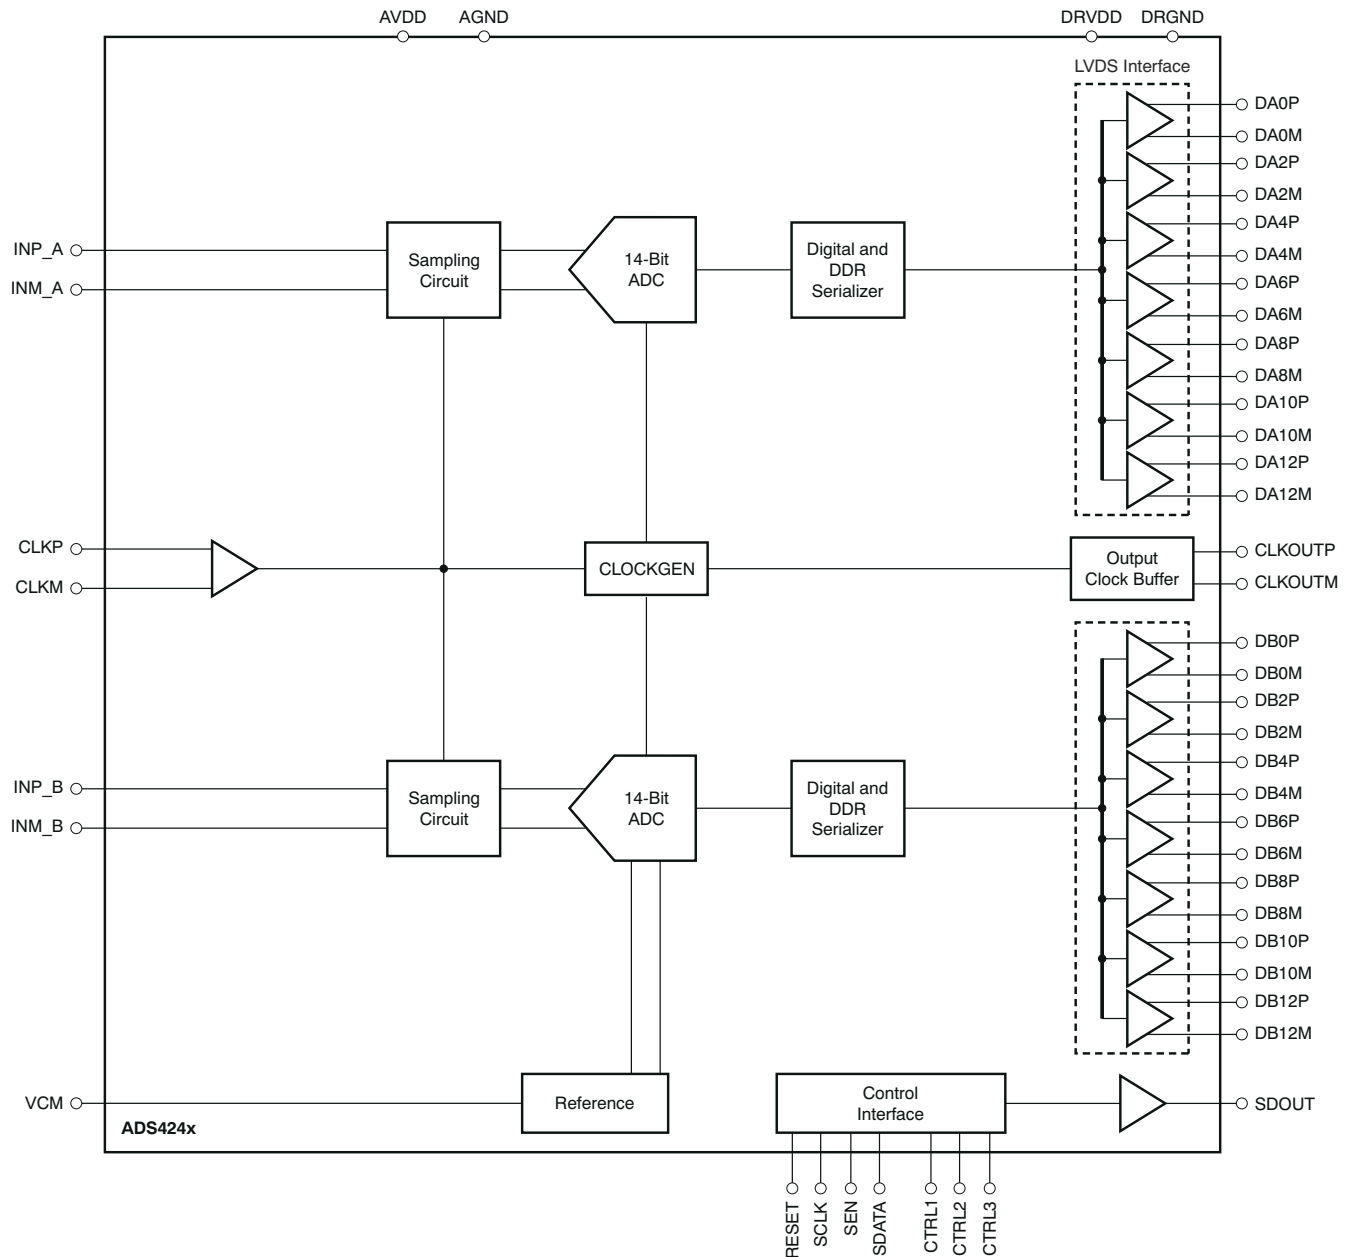 AVDD AGND DRVDD DRGND
LVDS Interface
DA0P
DA0M
DA2P
DA2M
DA4P
INP_A
Sampling
Circuit
14-Bit
ADC
Digital and
DDR
Serializer
DA4M
INM_A
DA6P
DA6M
DA8P
DA8M
DA10P
DA10M
DA12P
DA12M
CLKP
CLKM
CLOCKGEN
Output
Clock Buffer
CLKOUTP
CLKOUTM
DB0P
DB0M
DB2P
DB2M
DB4P
INP_B
Sampling
Circuit
14-Bit
ADC
Digital and
DDR
Serializer
DB4M
INM_B
DB6P
DB6M
DB8P
DB8M
DB10P
DB10M
DB12P
DB12M
VCM
Reference
Control
Interface
SDOUT
ADS424x
RESET
SCLK
SEN
SDATA
CTRL1
CTRL2
CTRL3